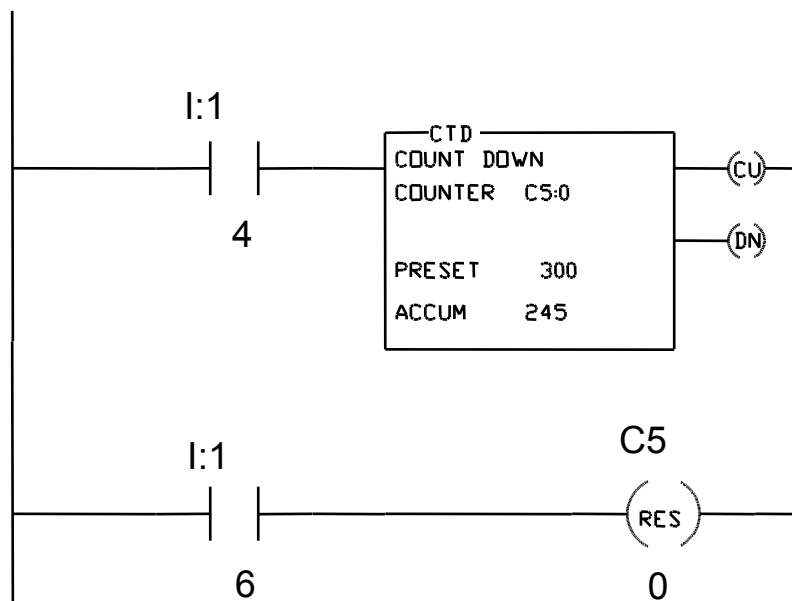 I:1
CTD
COUNT DOWN
CU
COUNTER C5:0
4
DN
PRESET 300
ACCUM 245
I:1
C5
RES
6
0